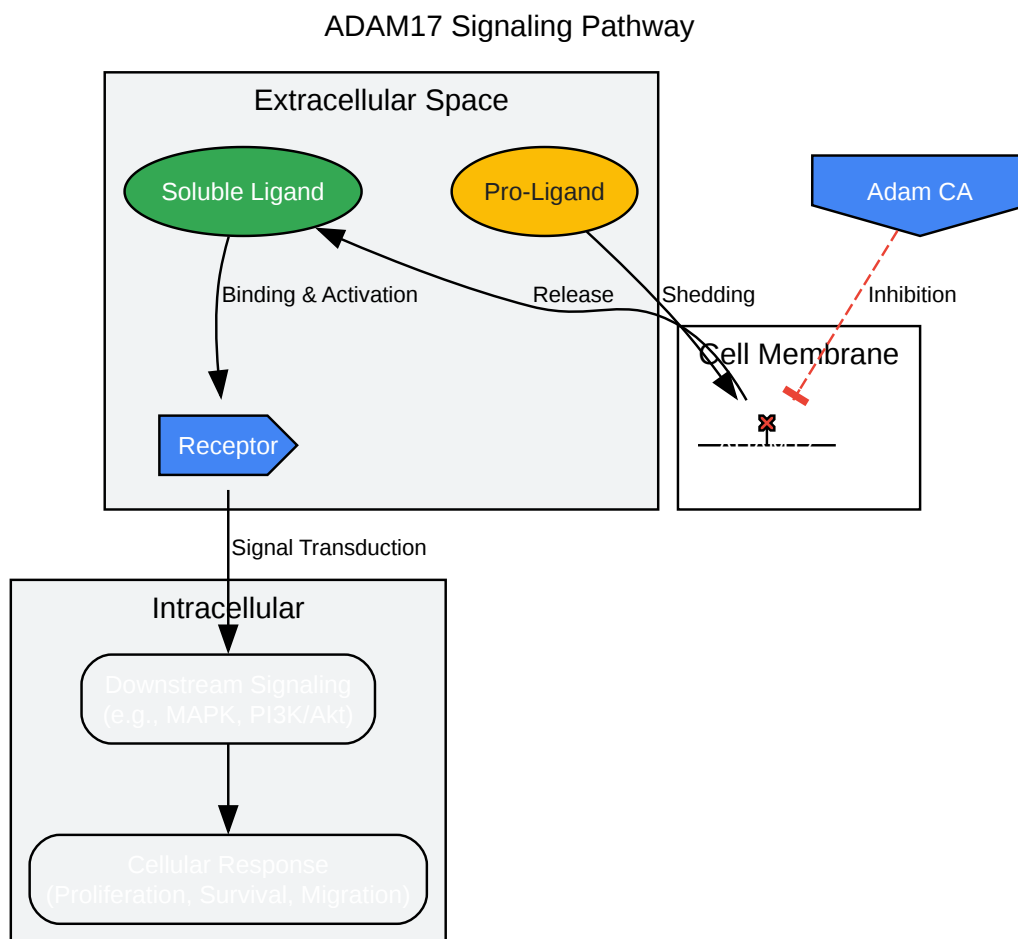 ADAM17 Signaling Pathway
Extracellular Space
Soluble Ligand
Pro-Ligand
Adam CA
Binding & Activation
Release
Shedding
Inhibition
Cell Membrane
Receptor
ADAM17
Signal Transduction
Intracellular
Downstream Signaling
(e.g., MAPK, PI3K/Akt)
Cellular Response
(Proliferation, Survival, Migration)